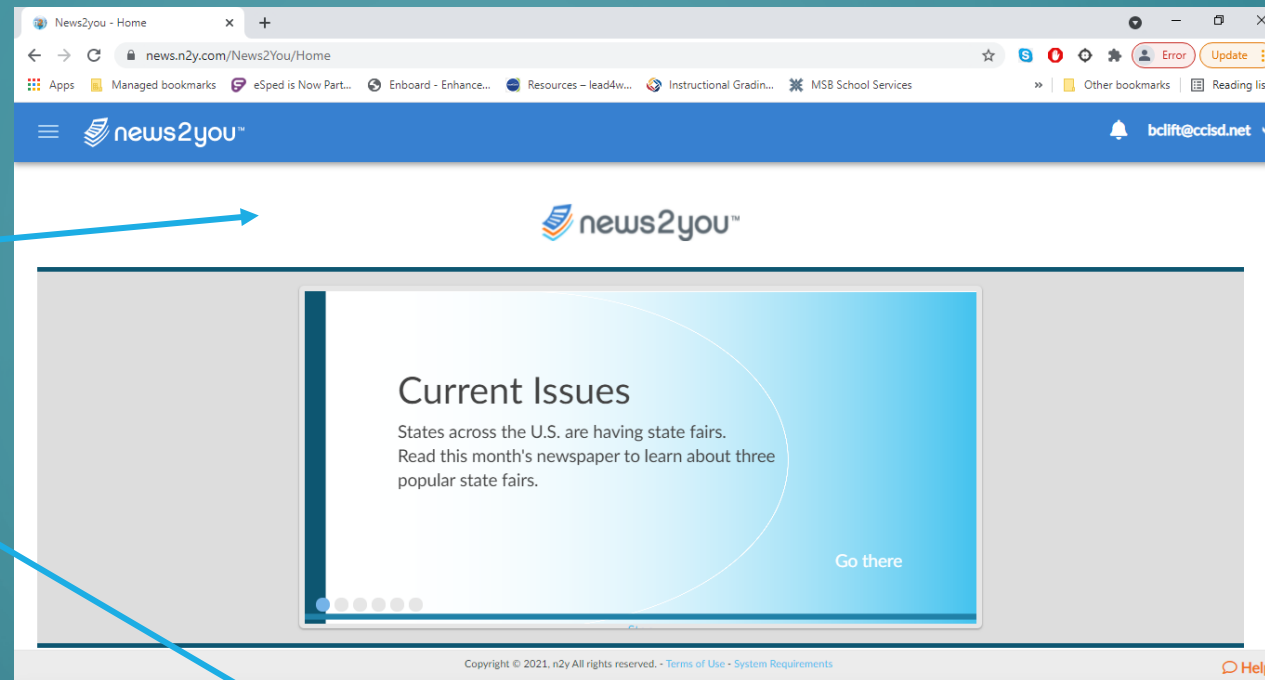 News2you - Home
news.n2y.com/News2You/Home
Error
Update
Apps
Managed bookmarks
eSped is Now Part...
Enboard - Enhance...
Resources – lead4w...
Instructional Gradin...
MSB School Services
»
Other bookmarks
Reading lis
news2you™
bclift@ccisd.net
news2you™
Current Issues
States across the U.S. are having state fairs.
Read this month's newspaper to learn about three
popular state fairs.
Go there
Copyright © 2021, n2y All rights reserved. - Terms of Use - System Requirements
Help